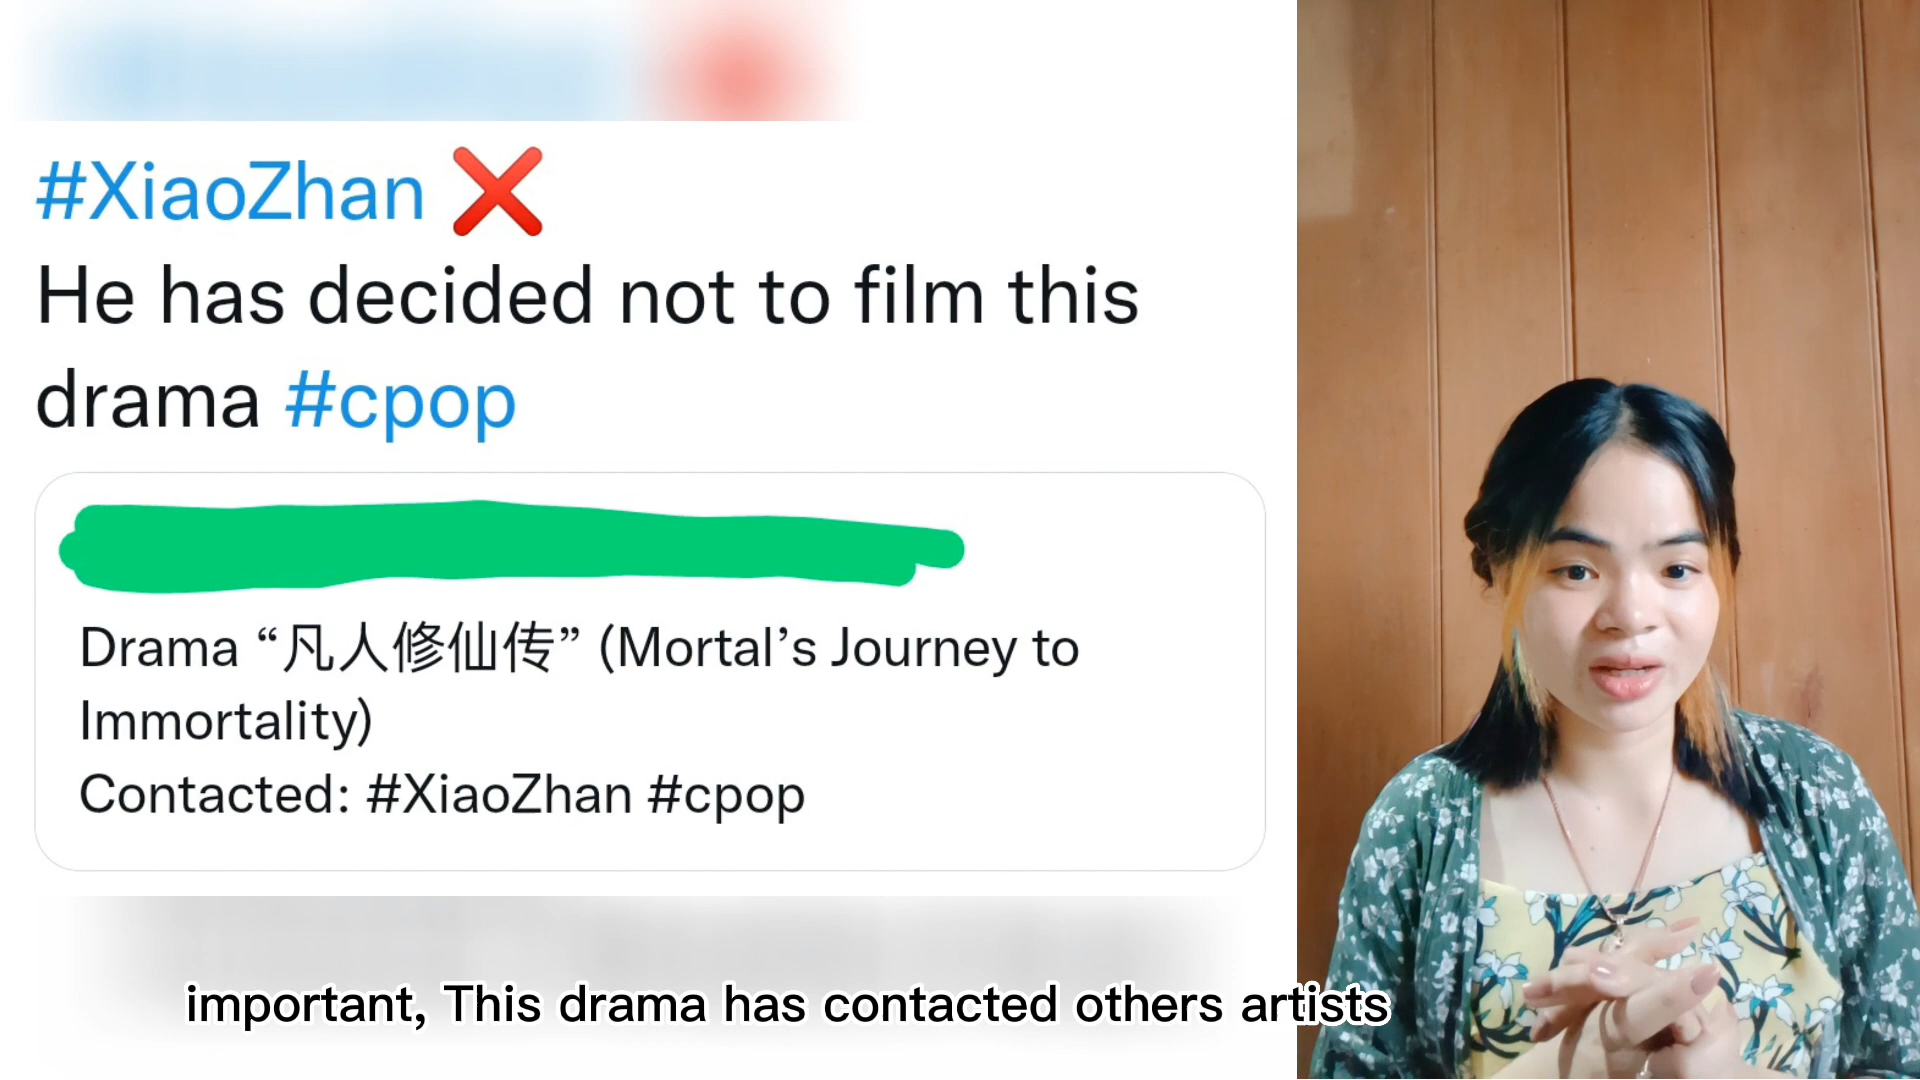 #XiaoZhan ❌
He has decided not to film this
drama #cpop
Drama “凡人修仙传” (Mortal’s Journey to
Immortality)
Contacted: #XiaoZhan #cpop
important, This drama has contacted others artists